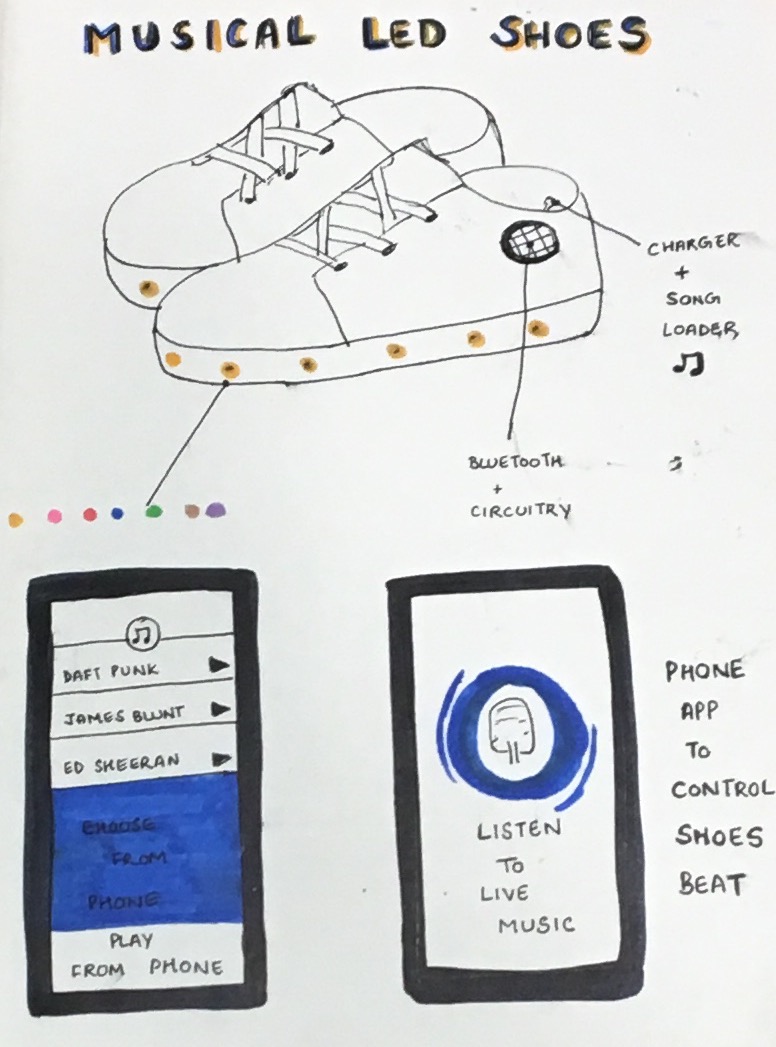 MUSICAL LED SHOES
CHARGER
+
SONG
LOADER
BLUETOOTH
+
CIRCUITRY
DAFT PUNK
JAMES BLUNT
ED SHEERAN
CHOOSE
FROM
PHONE
PLAY
FROM PHONE
LISTEN
TO
LIVE
MUSIC
PHONE
APP
TO
CONTROL
SHOES
BEAT